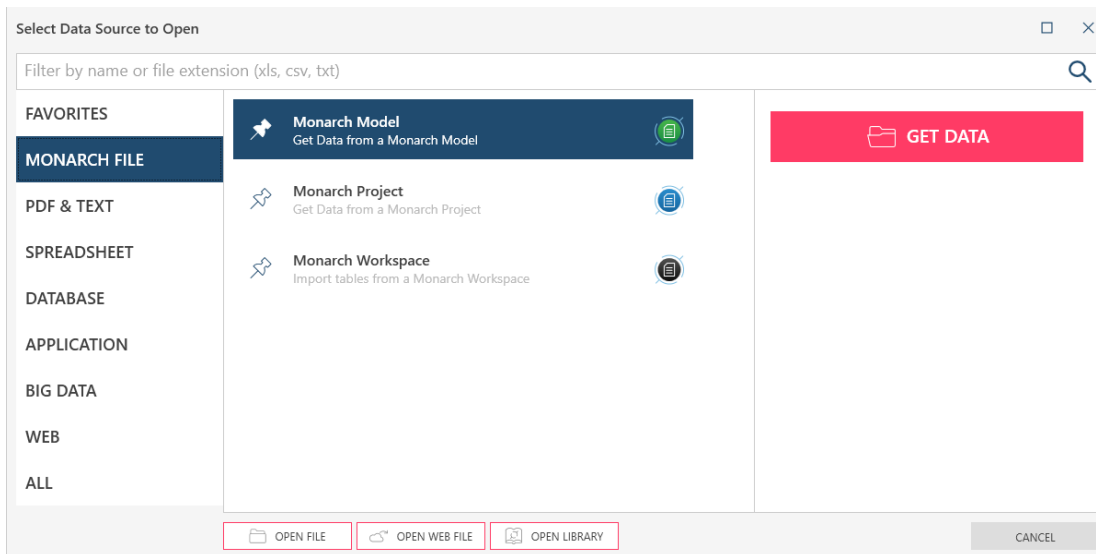 Select Data Source to Open
Filter by name or file extension (xls, csv, txt)
FAVORITES
MONARCH FILE
PDF & TEXT
SPREADSHEET
DATABASE
APPLICATION
BIG DATA
WEB
ALL
Monarch Model
Get Data from a Monarch Model
Monarch Project
Get Data from a Monarch Project
Monarch Workspace
Import tables from a Monarch Workspace
GET DATA
OPEN FILE
OPEN WEB FILE
OPEN LIBRARY
CANCEL